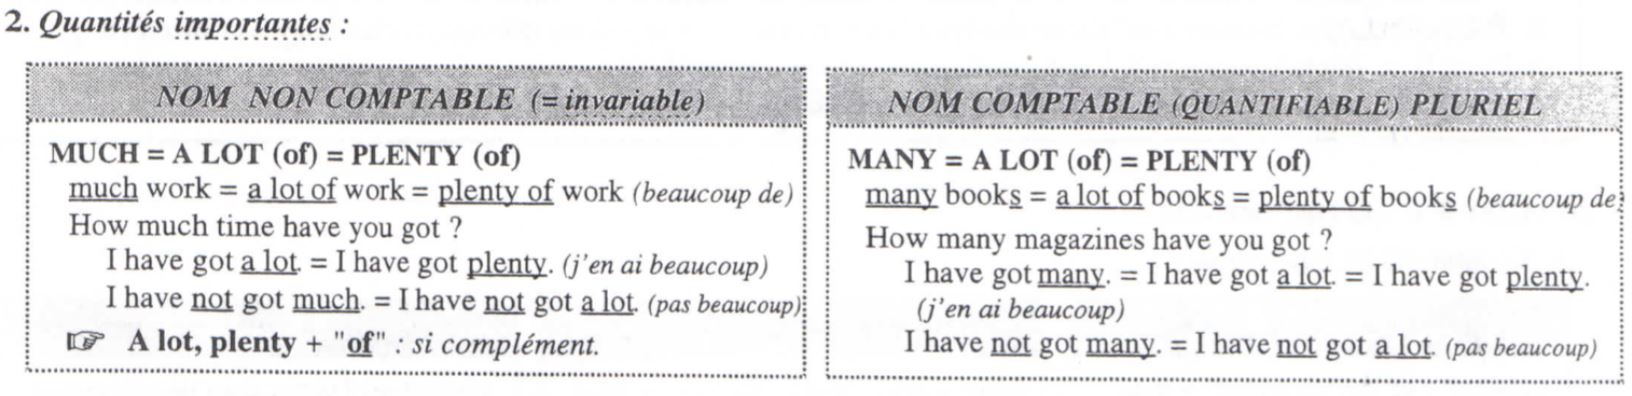 2. Quantités importantes :
NOM NON COMPTABLE (= invariable)
MUCH = A LOT (of) = PLENTY (of)
much work = a lot of work = plenty of work (beaucoup de)
How much time have you got ?
I have got a lot. = I have got plenty. (j'en ai beaucoup)
I have not got much. = I have not got a lot. (pas beaucoup)
☞ A lot, plenty + "of" : si complément.
NOM COMPTABLE (QUANTIFIABLE) PLURIEL
MANY = A LOT (of) = PLENTY (of)
many books = a lot of books = plenty of books (beaucoup de)
How many magazines have you got ?
I have got many. = I have got a lot. = I have got plenty.
(j'en ai beaucoup)
I have not got many. = I have not got a lot. (pas beaucoup)